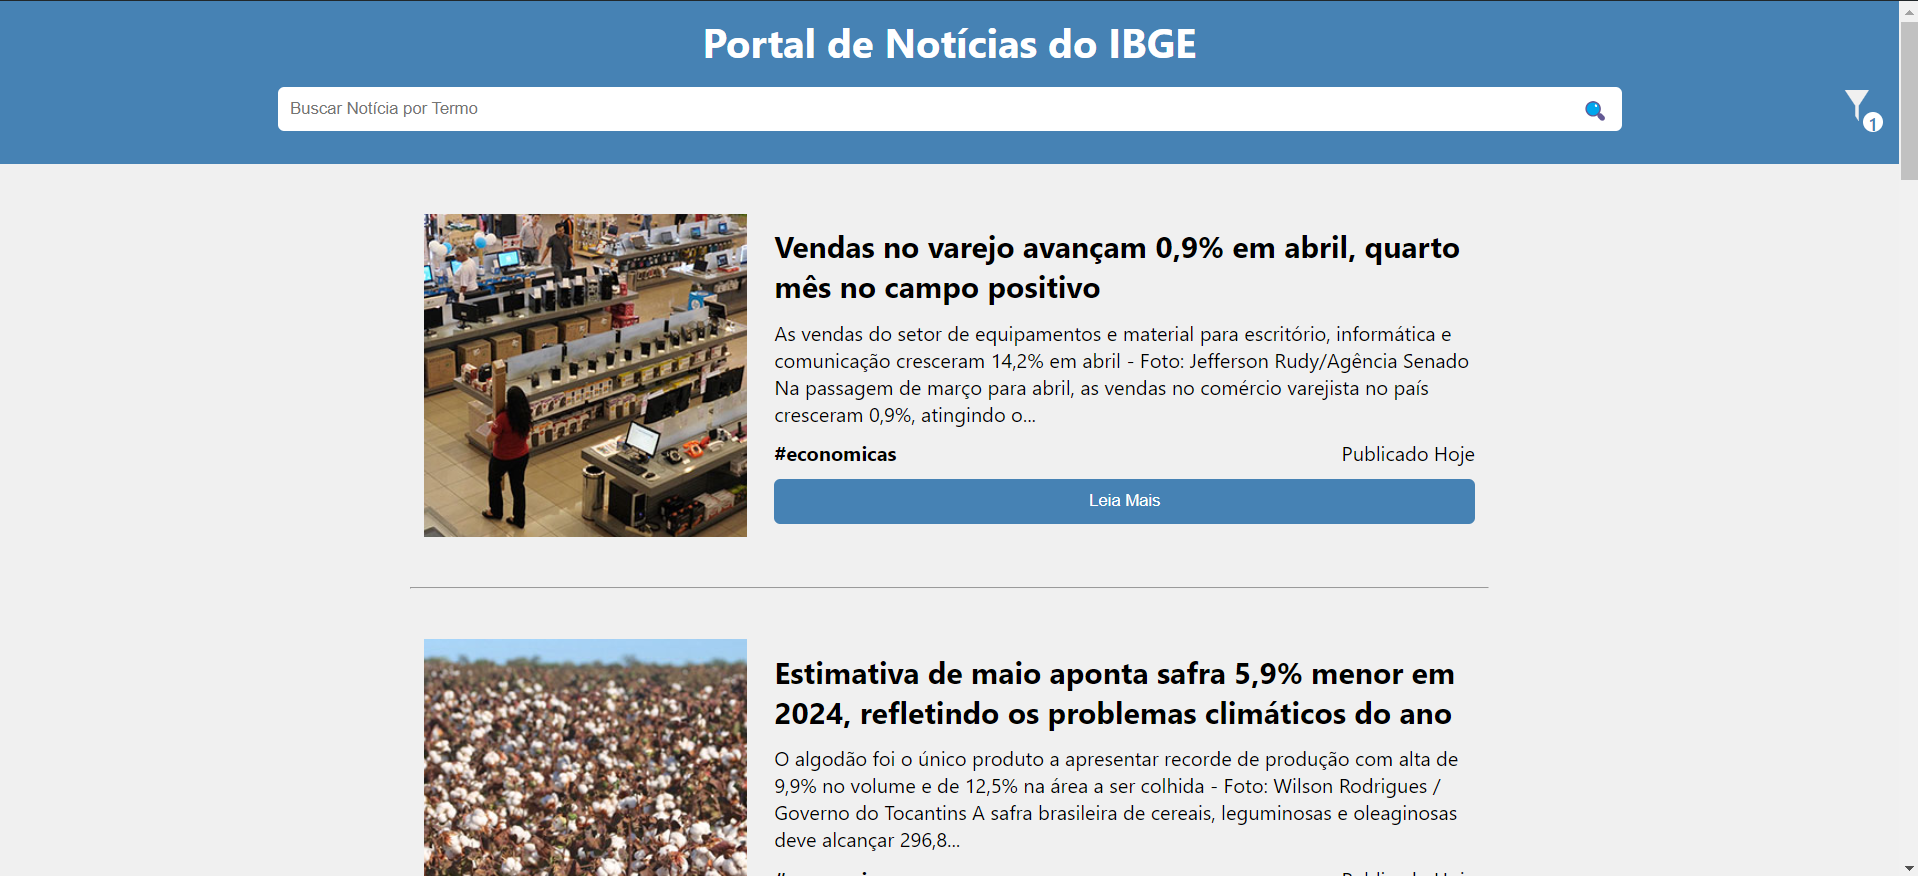 Portal de Notícias do IBGE
Buscar Notícia por Termo
1
Vendas no varejo avançam 0,9% em abril, quarto
mês no campo positivo
As vendas do setor de equipamentos e material para escritório, informática e
comunicação cresceram 14,2% em abril - Foto: Jefferson Rudy/Agência Senado
Na passagem de março para abril, as vendas no comércio varejista no país
cresceram 0,9%, atingindo o...
#economicas Publicado Hoje
Leia Mais
Estimativa de maio aponta safra 5,9% menor em
2024, refletindo os problemas climáticos do ano
O algodão foi o único produto a apresentar recorde de produção com alta de
9,9% no volume e de 12,5% na área a ser colhida - Foto: Wilson Rodrigues /
Governo do Tocantins A safra brasileira de cereais, leguminosas e oleaginosas
deve alcançar 296,8...